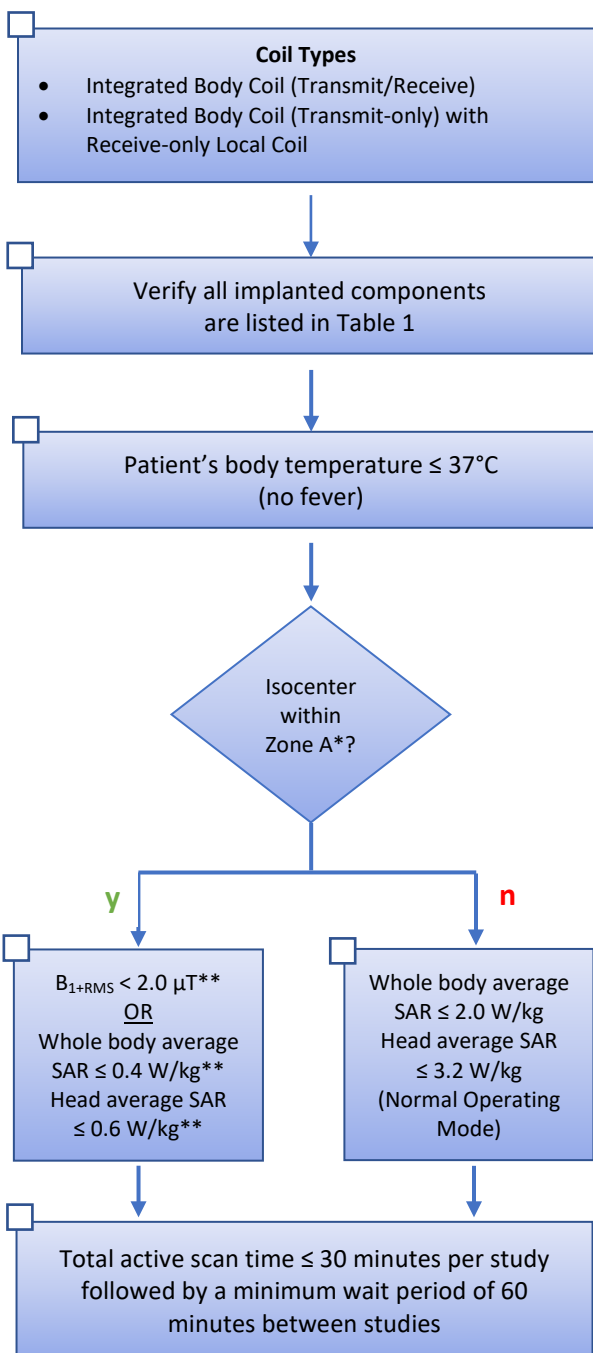 Coil Types
• Integrated Body Coil (Transmit/Receive)
• Integrated Body Coil (Transmit-only) with
Receive-only Local Coil
Verify all implanted components
are listed in Table 1
Patient's body temperature ≤ 37°C
(no fever)
Isocenter
within
Zone A*?
y
n
B1+RMS < 2.0 µT**
OR
Whole body average
SAR ≤ 0.4 W/kg**
Head average SAR
≤ 0.6 W/kg**
Whole body average
SAR ≤ 2.0 W/kg
Head average SAR
≤ 3.2 W/kg
(Normal Operating
Mode)
Total active scan time ≤ 30 minutes per study
followed by a minimum wait period of 60
minutes between studies